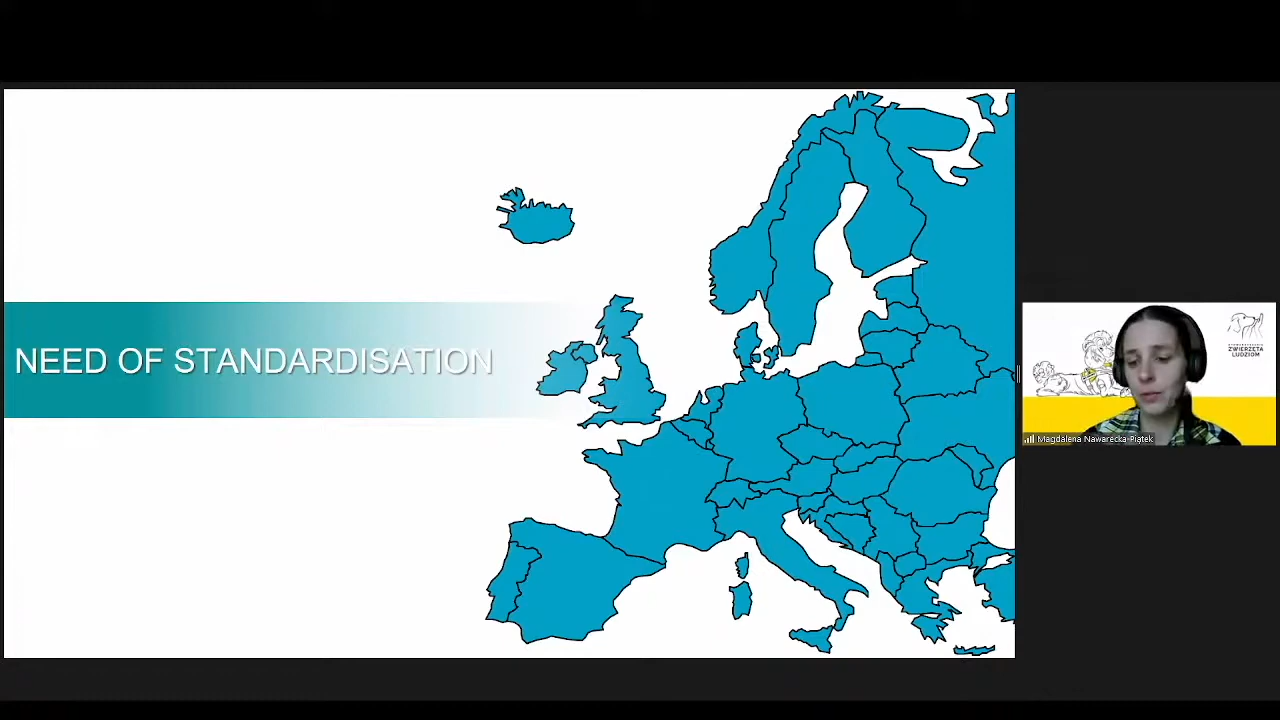 NEED OF STANDARDISATION
ZWIERZĘTA
LUDZIOM
Magdalena Nawarecka-Piątek